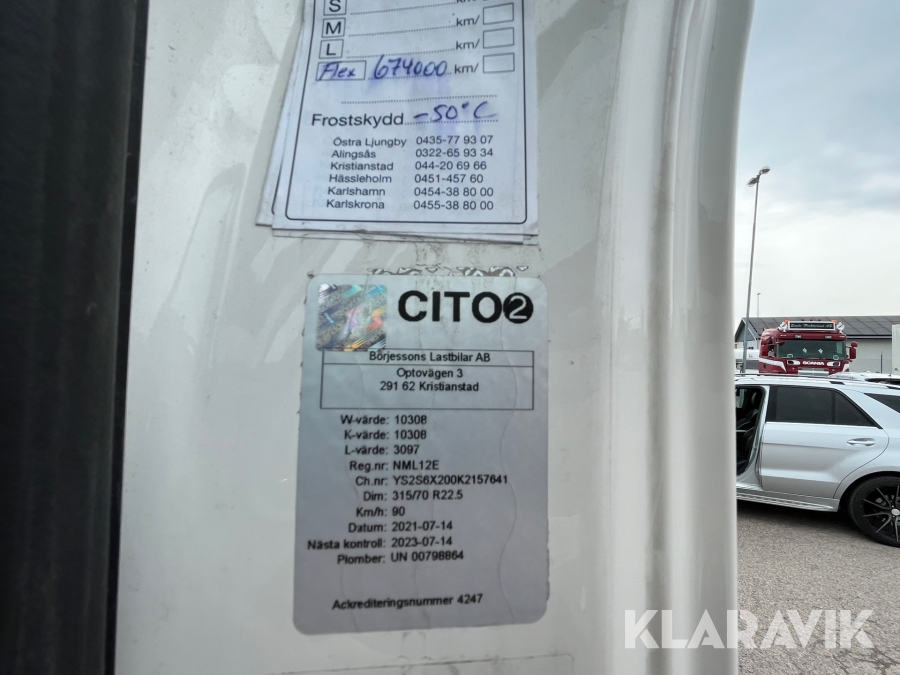 S km/
M km/
L km/
Flex 674000 km/
Frostskydd -50°C
Östra Ljungby 0435-77 93 07
Alingsås 0322-65 93 34
Kristianstad 044-20 69 66
Hässleholm 0451-457 60
Karlshamn 0454-38 80 00
Karlskrona 0455-38 80 00
CITO2
Börjessons Lastbilar AB
Optovägen 3
291 62 Kristianstad
W-värde: 10308
K-värde: 10308
L-värde: 3097
Reg.nr: NML12E
Ch.nr: YS2S6X200K2157641
Dim: 315/70 R22.5
Km/h: 90
Datum: 2021-07-14
Nästa kontroll: 2023-07-14
Plomber: UN 00798864
Ackrediteringsnummer 4247
SCANIA
KLARAVIK